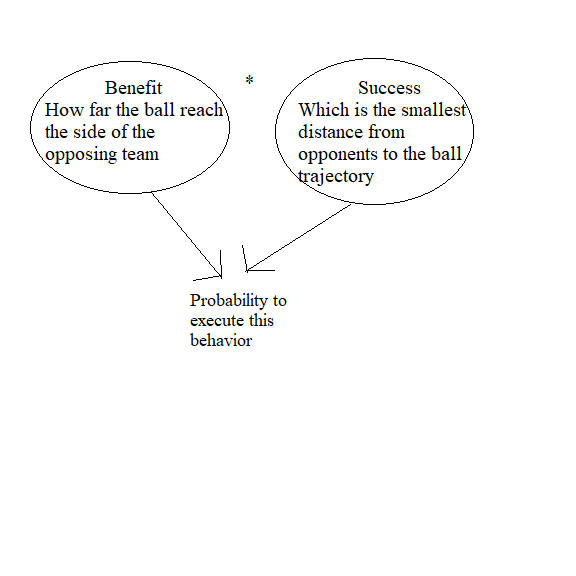 Benefit
How far the ball reach
the side of the
opposing team
*
Success
Which is the smallest
distance from
opponents to the ball
trajectory
Probability to
execute this
behavior